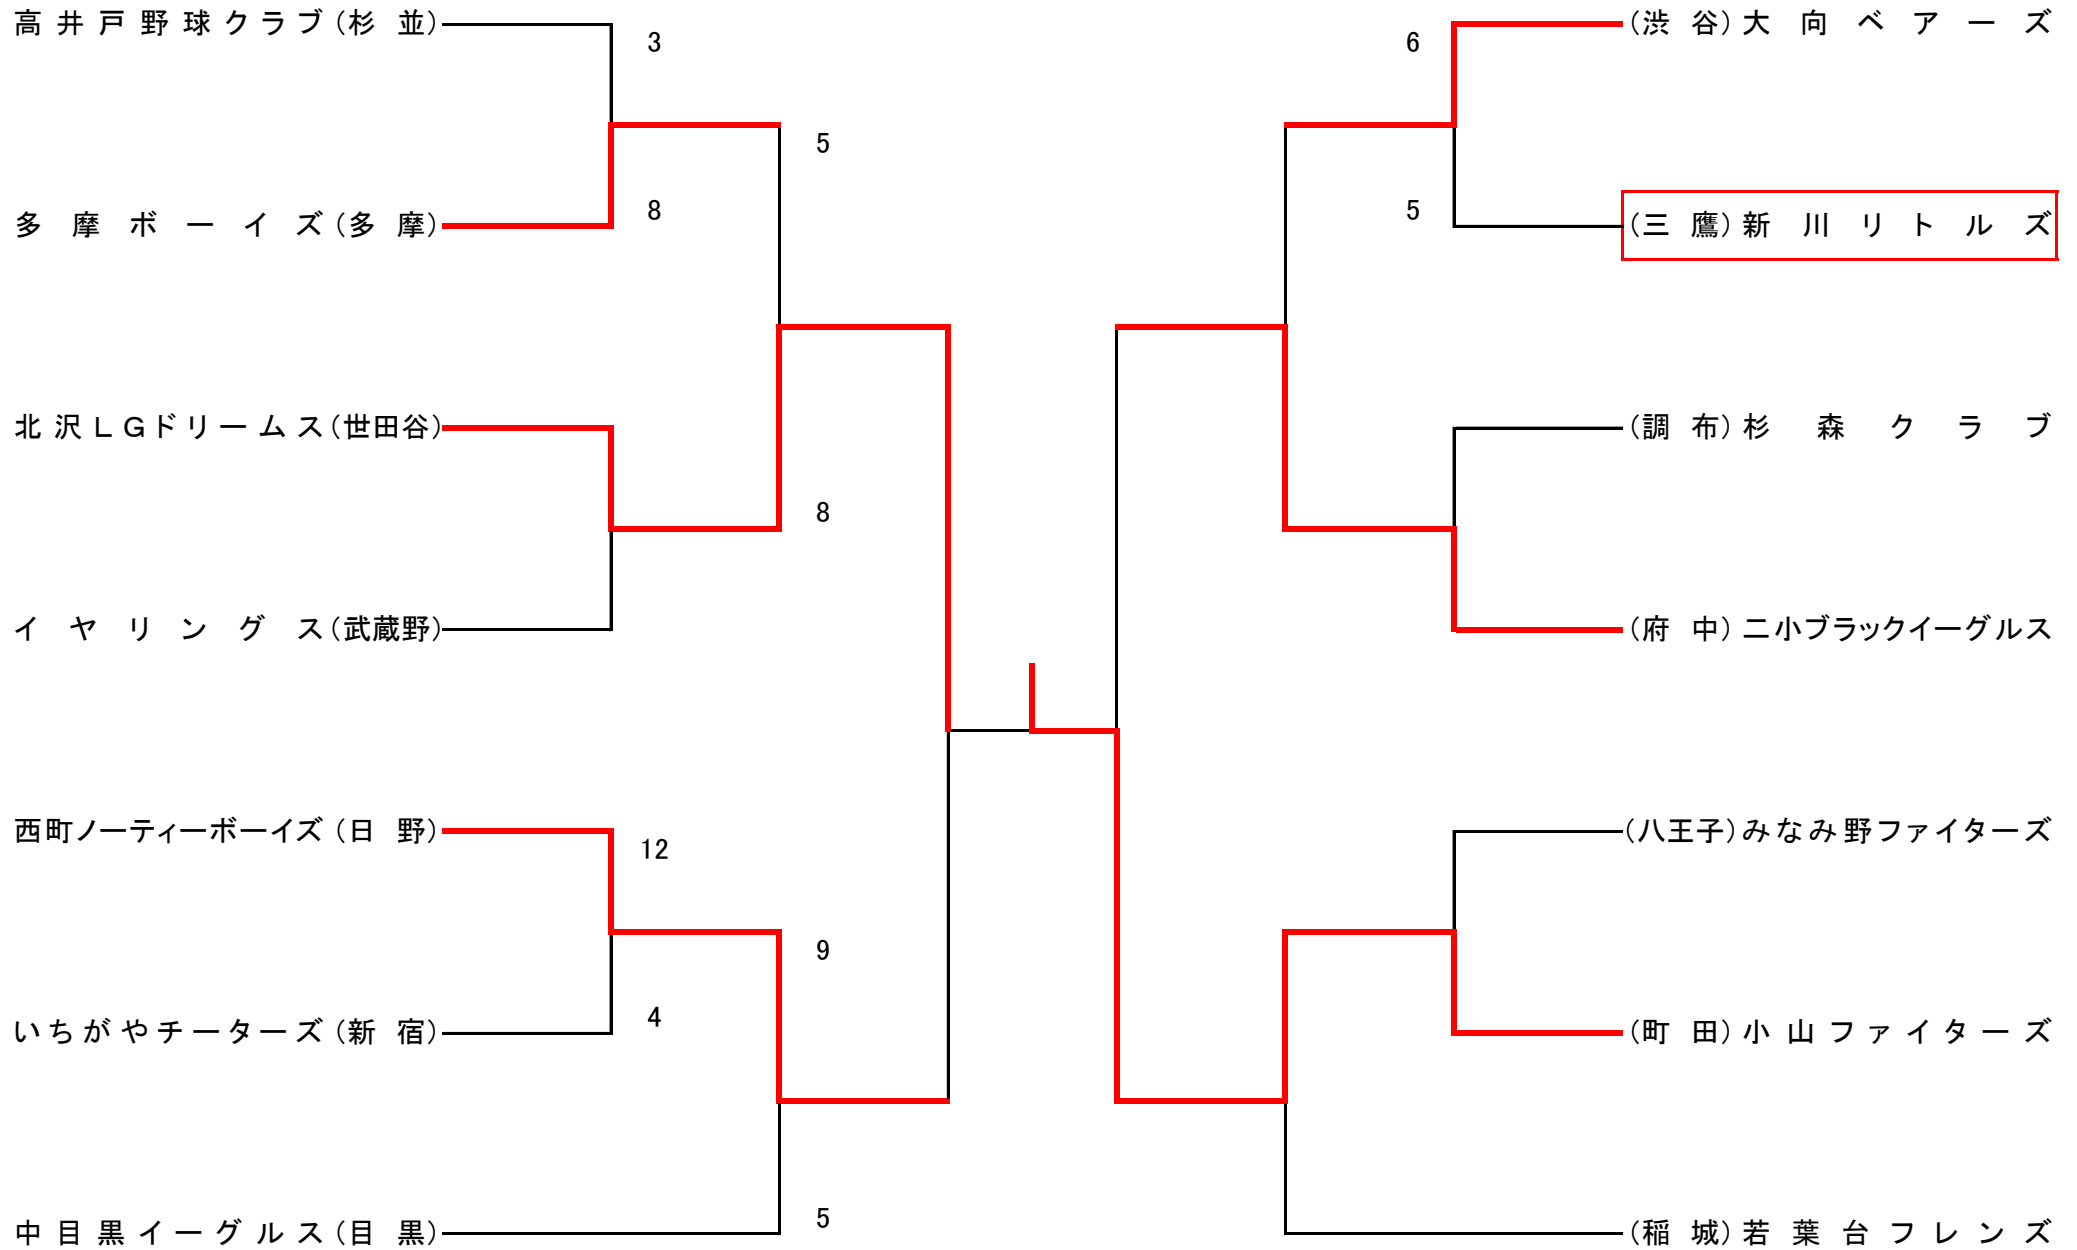 高井戸野球クラブ(杉並)
3
6
(渋谷)大向ベアーズ
5
多摩ボーイズ(多摩)
8
5
(三鷹)新川リトルズ
北沢LGドリームス(世田谷)
(調布)杉森クラブ
8
イヤリングス(武蔵野)
(府中)二小ブラックイーグルス
西町ノーティーボーイズ(日野)
12
(八王子)みなみ野ファイターズ
9
いちがやチーターズ(新宿)
4
(町田)小山ファイターズ
中目黒イーグルス(目黒)
5
(稲城)若葉台フレンズ